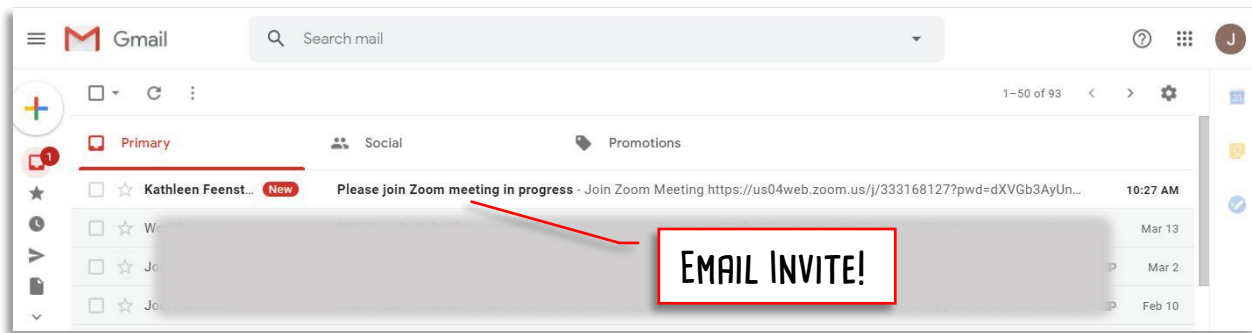 Gmail Search mail J
1–50 of 93 31
Primary Social Promotions
1
Kathleen Feenst... New Please join Zoom meeting in progress - Join Zoom Meeting https://us04web.zoom.us/j/333168127?pwd=dXVGb3AyUn... 10:27 AM
Mar 13
Mar 2
Feb 10
EMAIL INVITE!